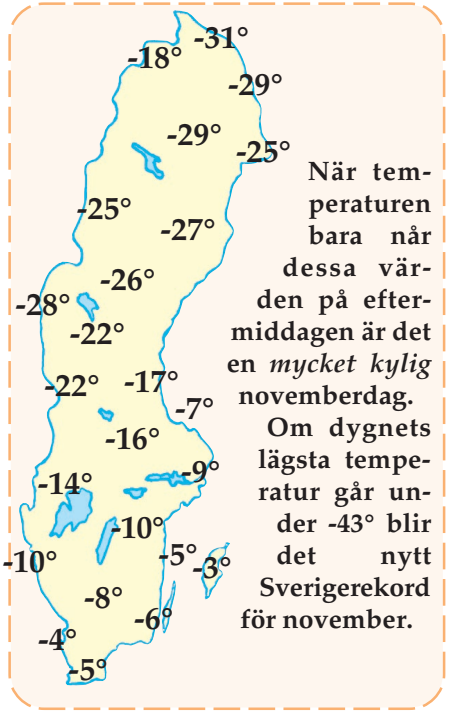 -31°
-18°
-29°
-29°
-25°
-25°
-27°
-26°
-28°
-22°
-22°
-17°
-7°
-16°
-9°
-14°
-10°
-10°
-5°
-3°
-8°
-6°
-4°
-5°
När tem-
peraturen
bara når
dessa vär-
den på efter-
middagen är det
en mycket kylig
novemberdag.
Om dygnets
lägsta tempe-
ratur går un-
der -43° blir
det nytt
Sverigerekord
för november.